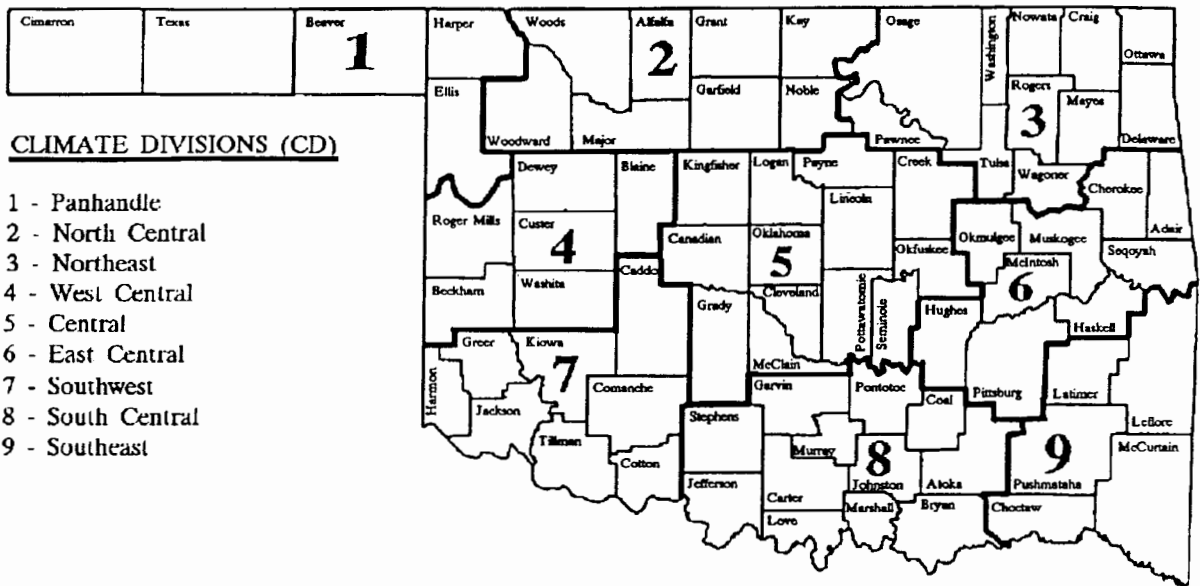 Cimarron
Texas
Beaver
1
Harper
Woods
Alfalfa
2
Grant
Kay
Osage
Washington
Nowata
Craig
Ottawa
Ellis
Woodward
Major
Garfield
Noble
Pawnee
Rogers
3
Mayes
Delaware
CLIMATE DIVISIONS (CD)
1 - Panhandle
2 - North Central
3 - Northeast
4 - West Central
5 - Central
6 - East Central
7 - Southwest
8 - South Central
9 - Southeast
Dewey
Blaine
Kingfisher
Logan
Payne
Creek
Tulsa
Wagoner
Cherokee
Adair
Roger Mills
Custer
4
Canadian
Oklahoma
5
Lincoln
Okfuskee
Okmulgee
Muskogee
McIntosh
6
Seqoyah
Beckham
Washita
Caddo
Grady
Cleveland
McClain
Pottawatomie
Seminole
Hughes
Haskell
Pittsburg
Latimer
Leflore
Harmon
Greer
Kiowa
7
Jackson
Tillman
Comanche
Cotton
Stephens
Jefferson
Garvin
Murray
Carter
Love
Pontotoc
8
Johnston
Marshall
Coal
Atoka
Bryan
9
Pushmataha
Choctaw
McCurtain